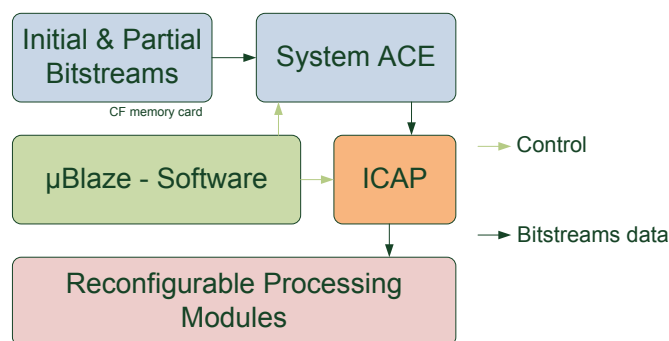 Initial & Partial
Bitstreams
System ACE
CF memory card
µBlaze - Software
ICAP
Control
Bitstreams data
Reconfigurable Processing
Modules